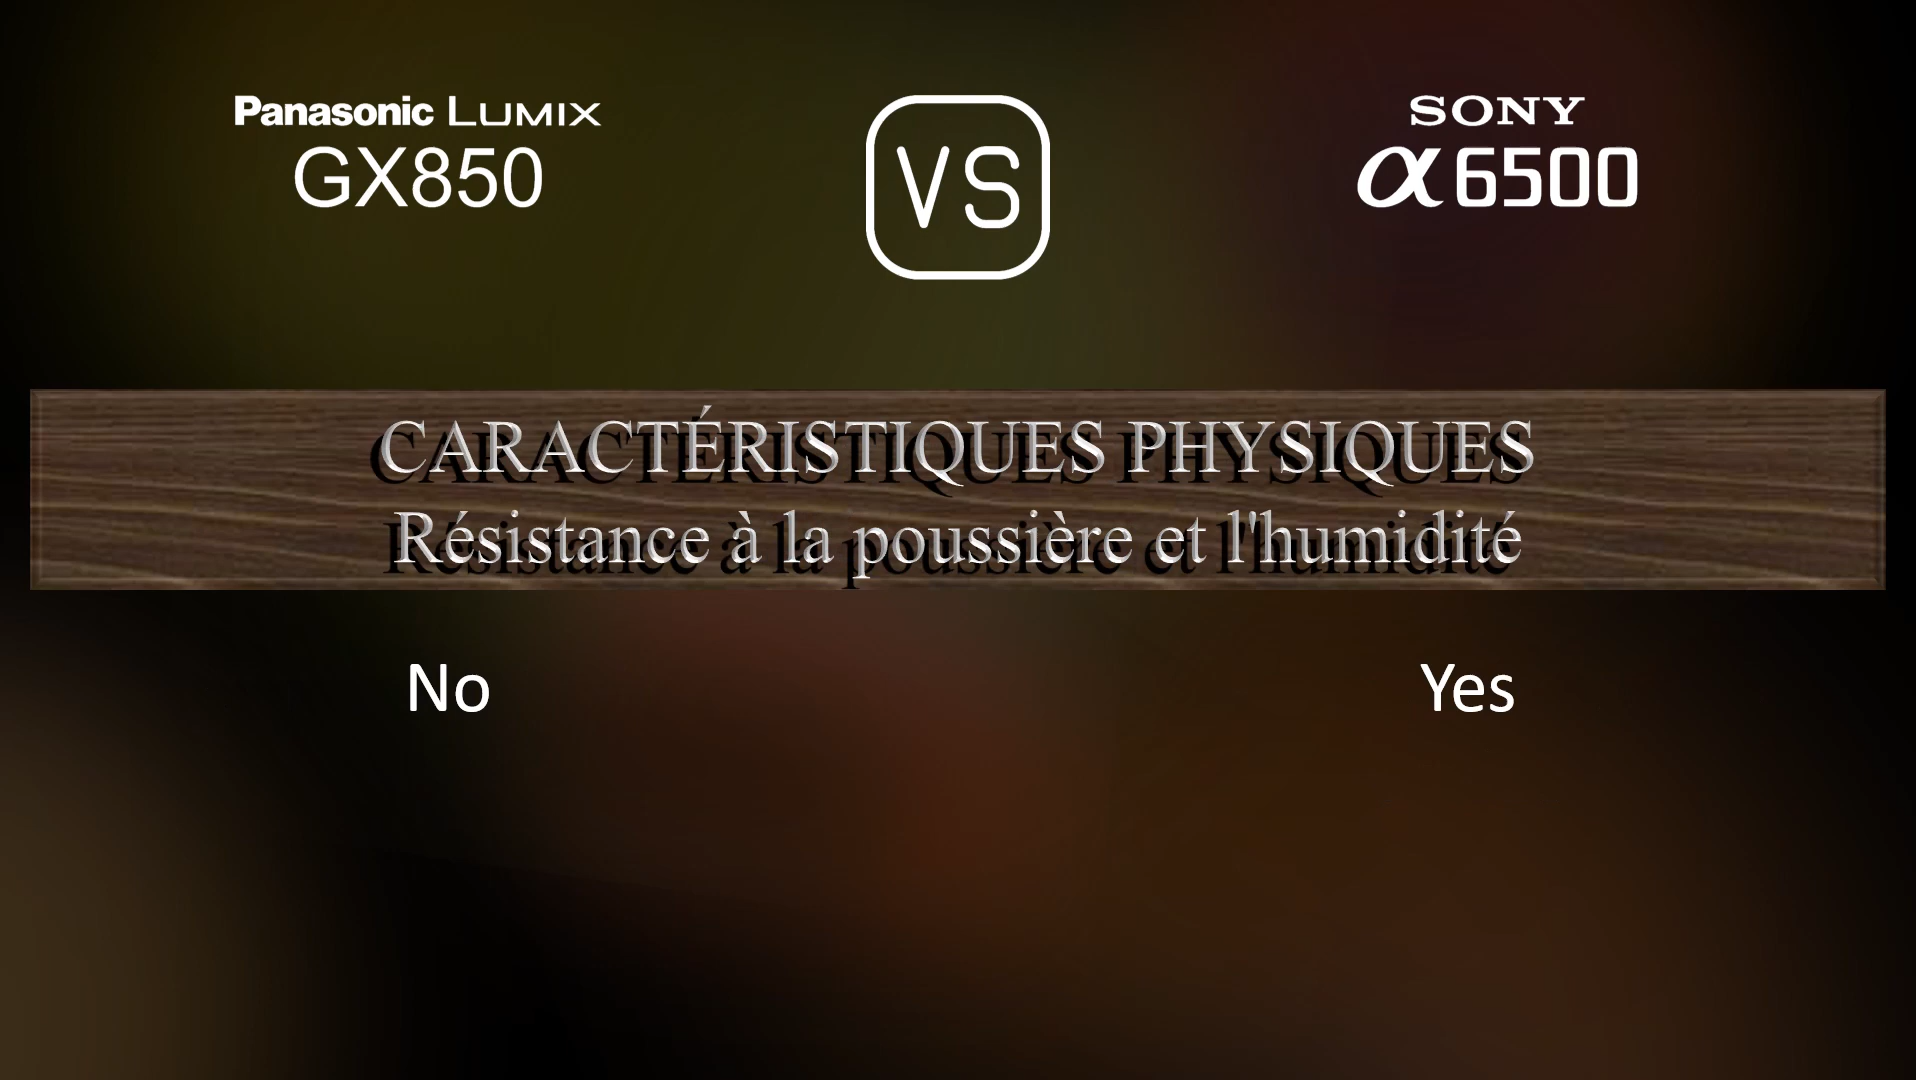 Panasonic LUMIX
GX850
VS
SONY
α6500
CARACTÉRISTIQUES PHYSIQUES
Résistance à la poussière et l'humidité
No
Yes